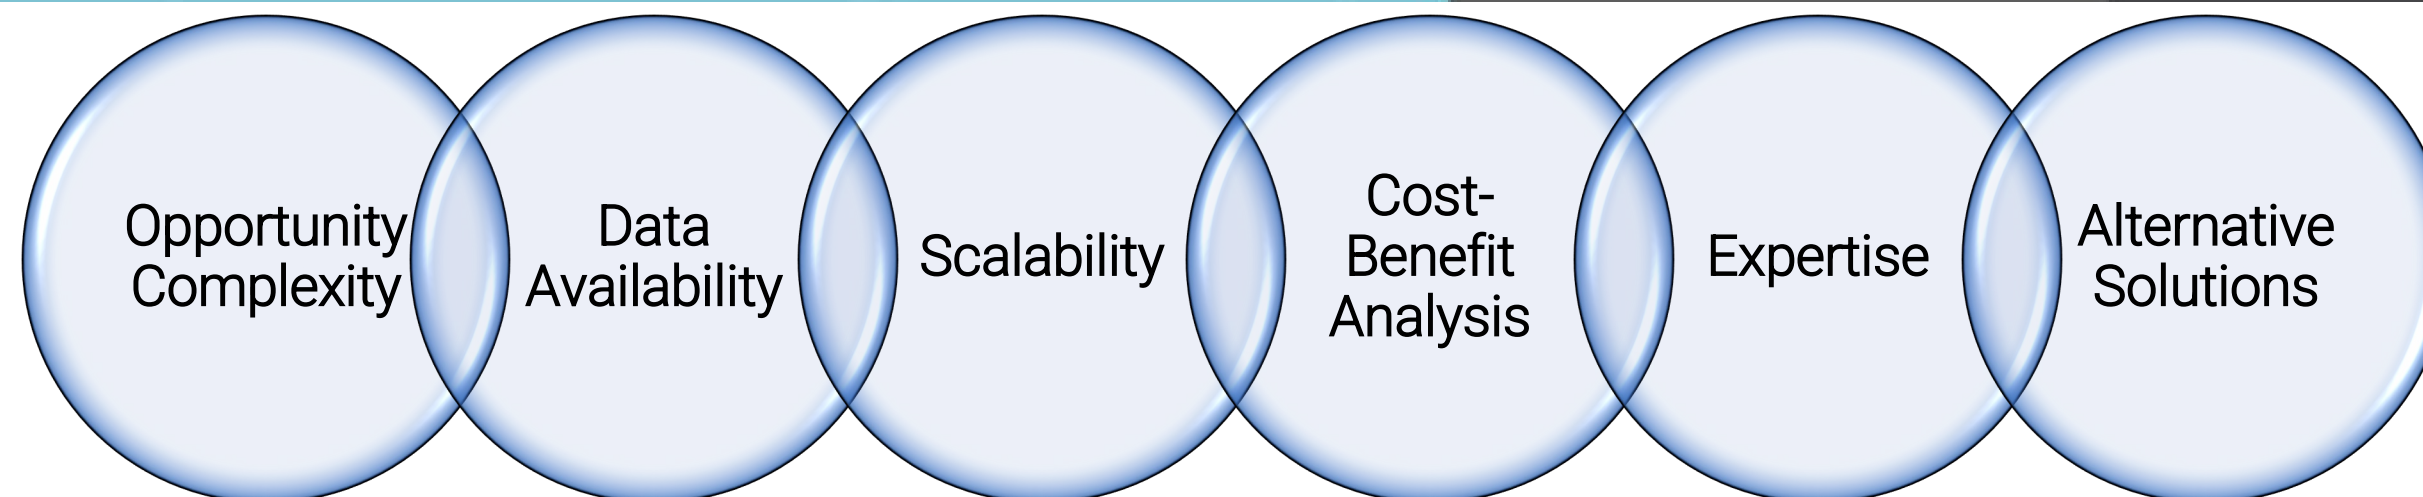 Opportunity
Complexity
Data
Availability
Scalability
Cost-
Benefit
Analysis
Expertise
Alternative
Solutions